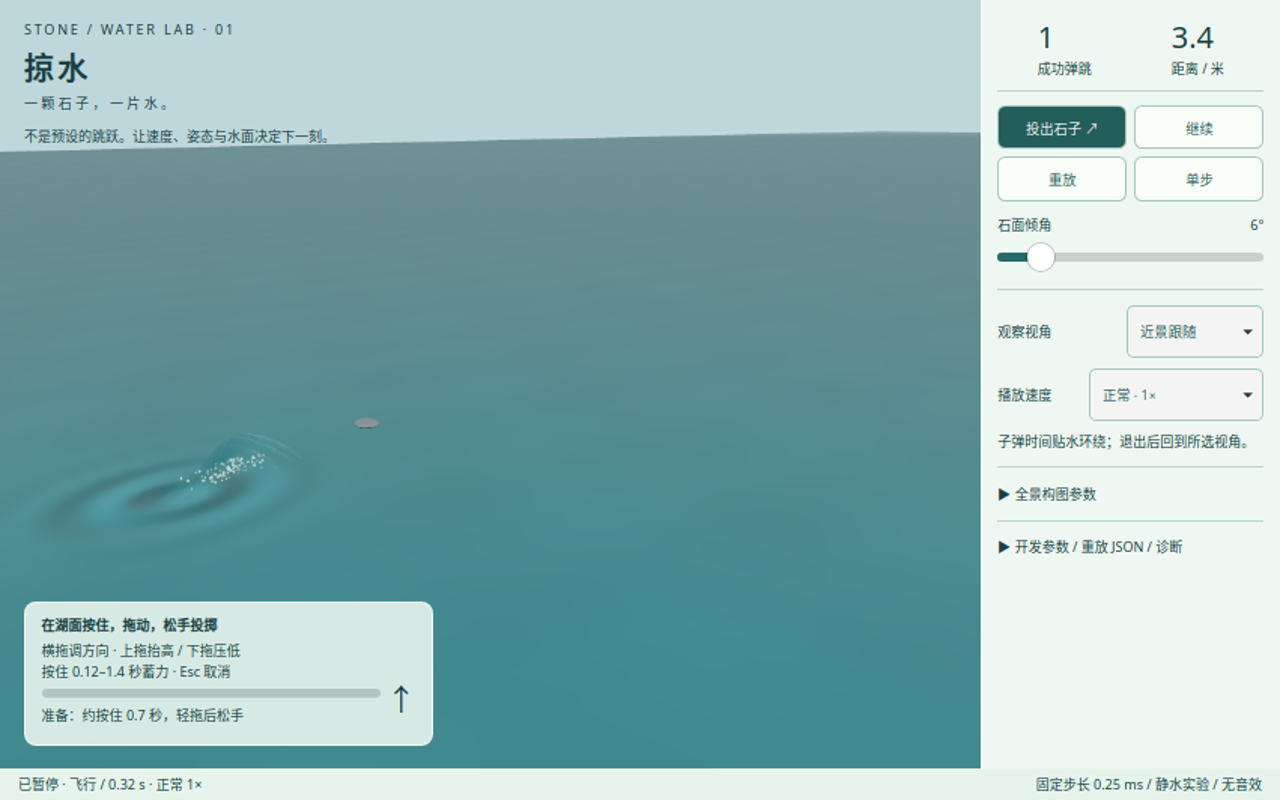 STONE / WATER LAB · 01
掠水
一颗石子，一片水。
不是预设的跳跃。让速度、姿态与水面决定下一刻。
在湖面按住，拖动，松手投掷
横拖调方向 · 上拖抬高 / 下拖压低
按住 0.12–1.4 秒蓄力 · Esc 取消
↑
准备：约按住 0.7 秒，轻拖后松手
1
成功弹跳
3.4
距离 / 米
投出石子 ↗
继续
重放
单步
石面倾角
6°
观察视角
近景跟随
播放速度
正常 · 1×
子弹时间贴水环绕；退出后回到所选视角。
▶ 全景构图参数
▶ 开发参数 / 重放 JSON / 诊断
已暂停 · 飞行 / 0.32 s · 正常 1×
固定步长 0.25 ms / 静水实验 / 无音效